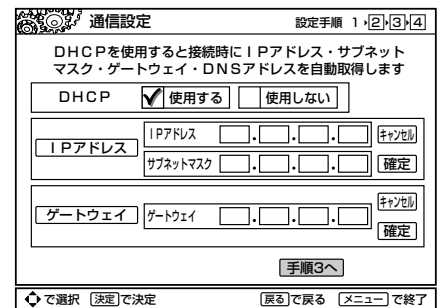 通信設定 設定手順 1 2 3 4
DHCPを使用すると接続時にIPアドレス・サブネット
マスク・ゲートウェイ・DNSアドレスを自動取得します
DHCP 使用する 使用しない
IPアドレス
IPアドレス . . . キャンセル
サブネットマスク . . . 確定
ゲートウェイ
ゲートウェイ . . . キャンセル
確定
手順3へ
で選択 決定で決定 戻るで戻る メニューで終了